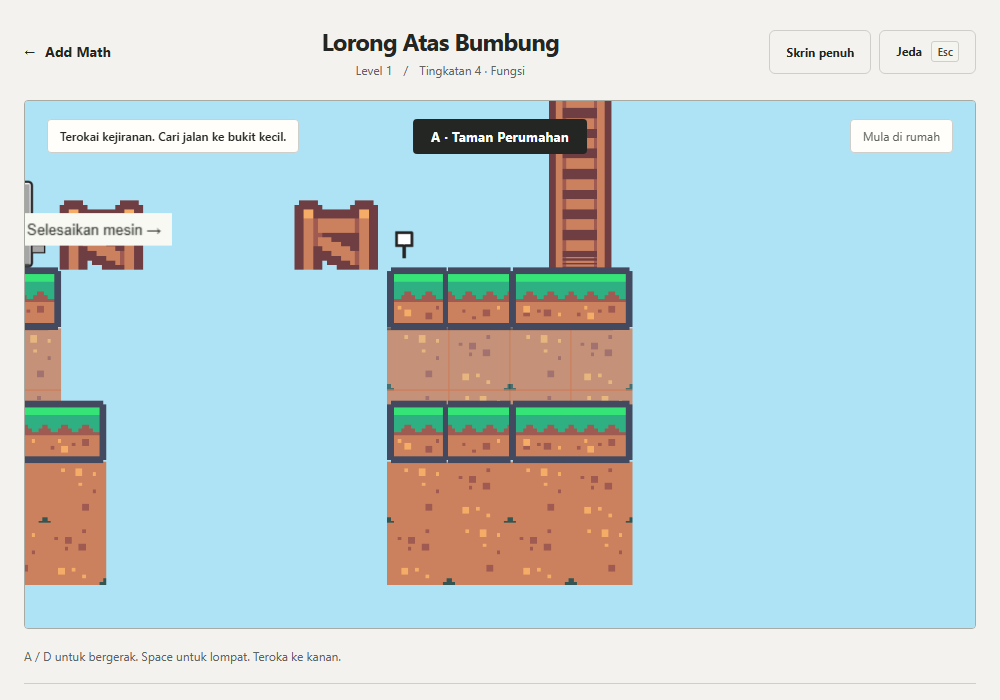 ← Add Math
Lorong Atas Bumbung
Level 1 / Tingkatan 4 · Fungsi
Skrin penuh
Jeda Esc
Terokai kejiranan. Cari jalan ke bukit kecil.
A · Taman Perumahan
Mula di rumah
Selesaikan mesin →
A / D untuk bergerak. Space untuk lompat. Teroka ke kanan.